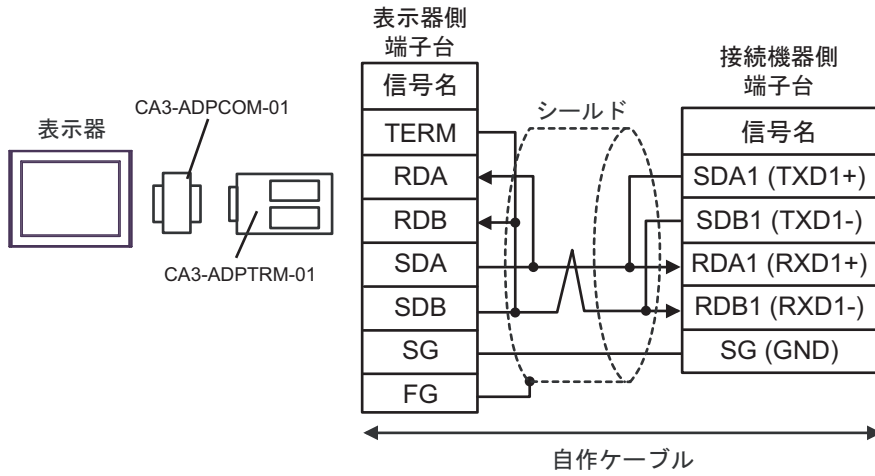 表示器
CA3-ADPCOM-01
CA3-ADPTRM-01
表示器側
端子台
信号名
TERM
RDA
RDB
SDA
SDB
SG
FG
シールド
接続機器側
端子台
信号名
SDA1 (TXD1+)
SDB1 (TXD1-)
RDA1 (RXD1+)
RDB1 (RXD1-)
SG (GND)
自作ケーブル